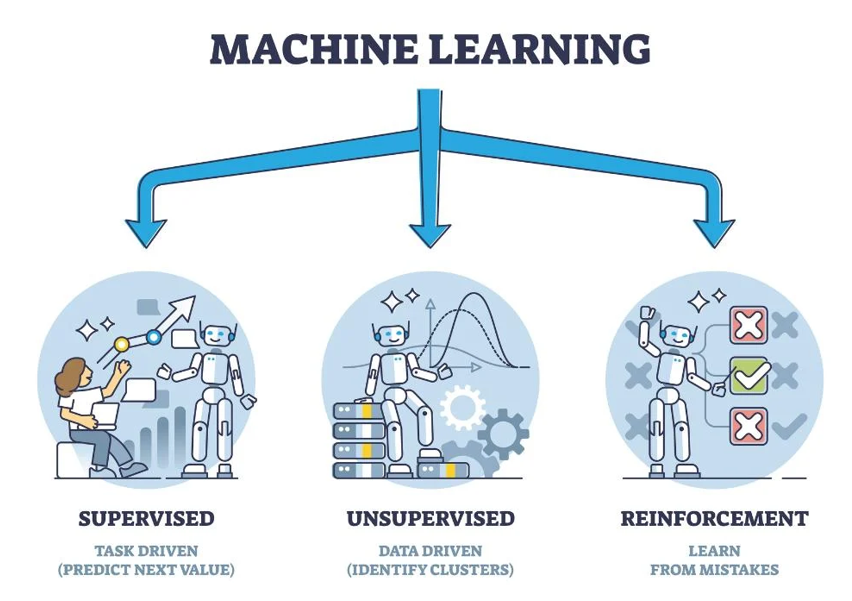 MACHINE LEARNING
SUPERVISED
TASK DRIVEN
(PREDICT NEXT VALUE)
UNSUPERVISED
DATA DRIVEN
(IDENTIFY CLUSTERS)
REINFORCEMENT
LEARN
FROM MISTAKES